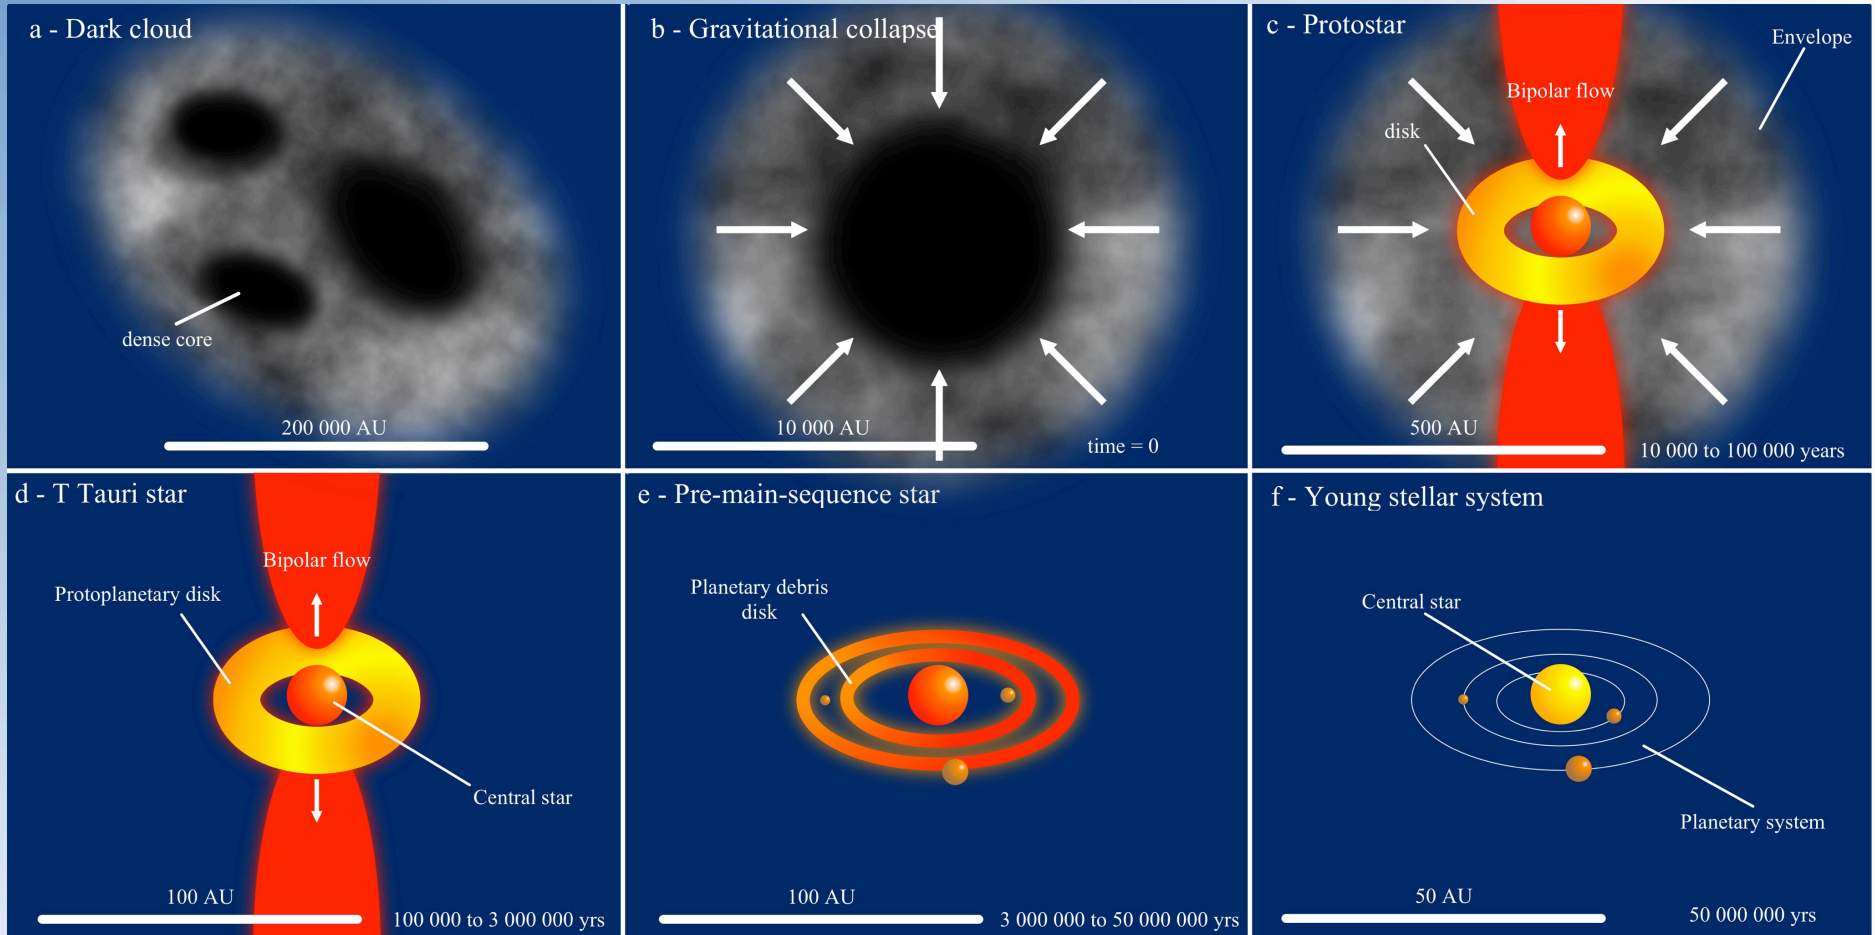 a - Dark cloud
dense core
200 000 AU
b - Gravitational collapse
10 000 AU
time = 0
c - Protostar
Envelope
Bipolar flow
disk
500 AU
10 000 to 100 000 years
d - T Tauri star
Bipolar flow
Protoplanetary disk
Central star
100 AU
100 000 to 3 000 000 yrs
e - Pre-main-sequence star
Planetary debris
disk
100 AU
3 000 000 to 50 000 000 yrs
f - Young stellar system
Central star
Planetary system
50 AU
50 000 000 yrs